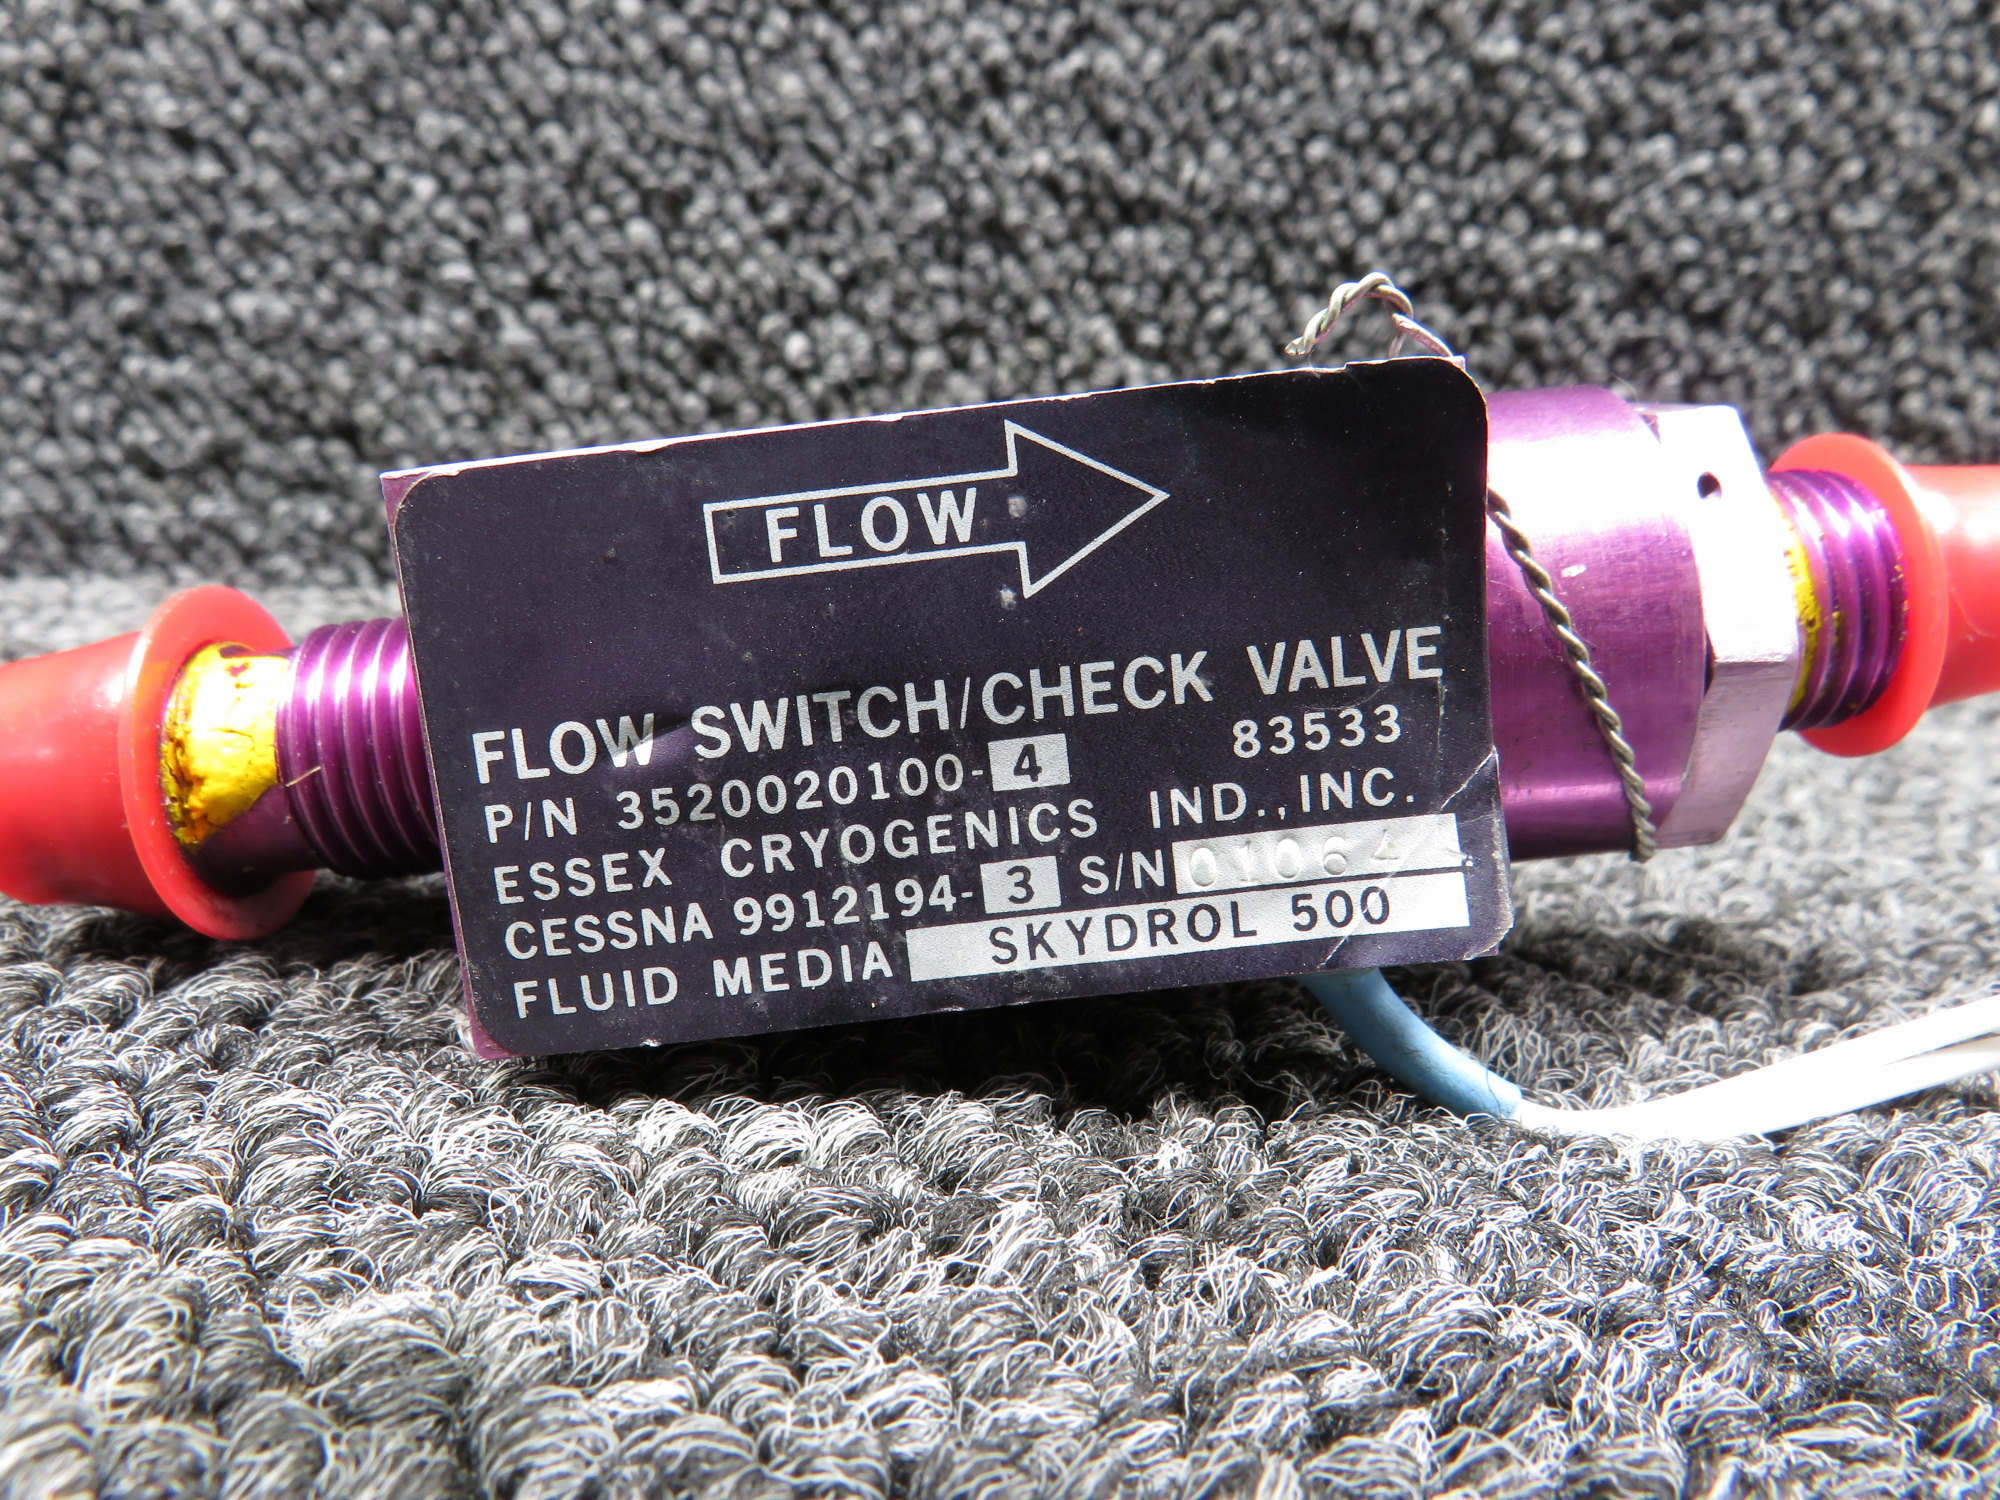 FLOW
FLOW SWITCH/CHECK VALVE
P/N 3520020100-4 83533
ESSEX CRYOGENICS IND., INC.
CESSNA 9912194-3 S/N 01064
FLUID MEDIA SKYDROL 500